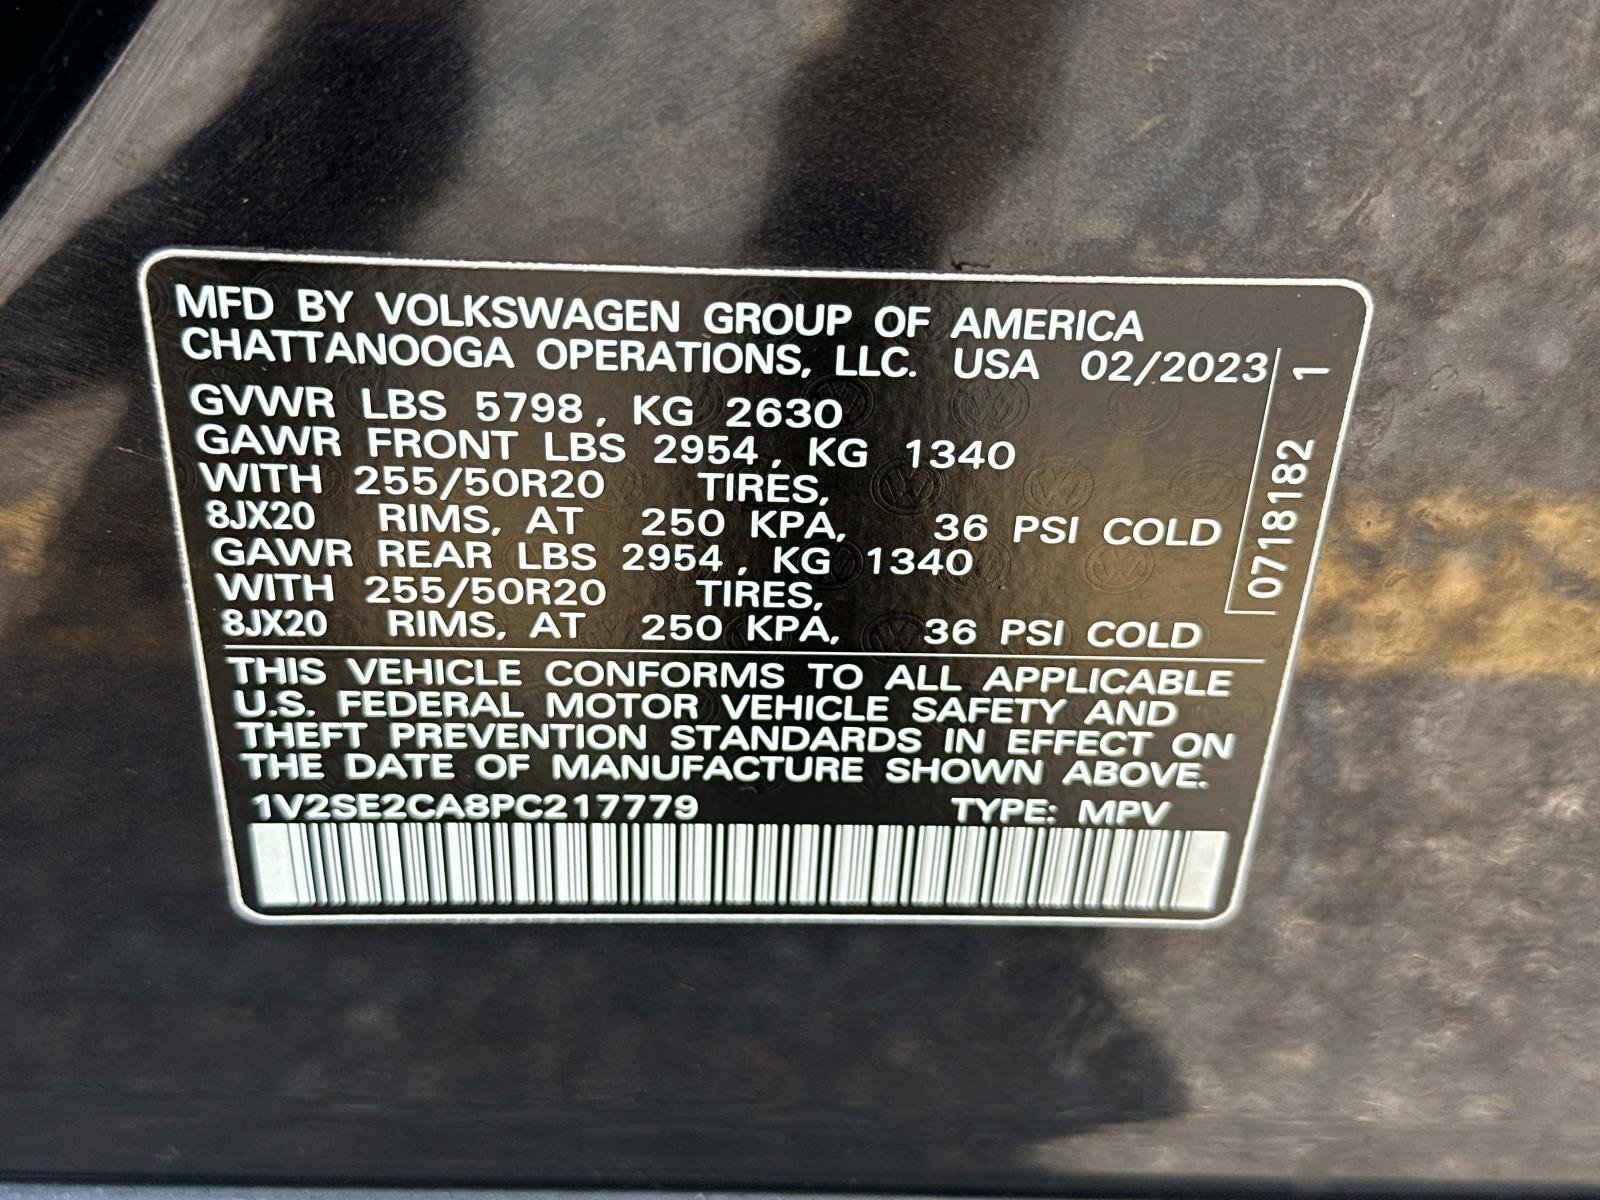 MFD BY VOLKSWAGEN GROUP OF AMERICA
CHATTANOOGA OPERATIONS, LLC. USA 02/2023
GVWR LBS 5798, KG 2630
GAWR FRONT LBS 2954, KG 1340
WITH 255/50R20 TIRES,
8JX20 RIMS, AT 250 KPA, 36 PSI COLD
GAWR REAR LBS 2954, KG 1340
WITH 255/50R20 TIRES,
8JX20 RIMS, AT 250 KPA, 36 PSI COLD
0718182 1
THIS VEHICLE CONFORMS TO ALL APPLICABLE
U.S. FEDERAL MOTOR VEHICLE SAFETY AND
THEFT PREVENTION STANDARDS IN EFFECT ON
THE DATE OF MANUFACTURE SHOWN ABOVE.
1V2SE2CA8PC217779 TYPE: MPV